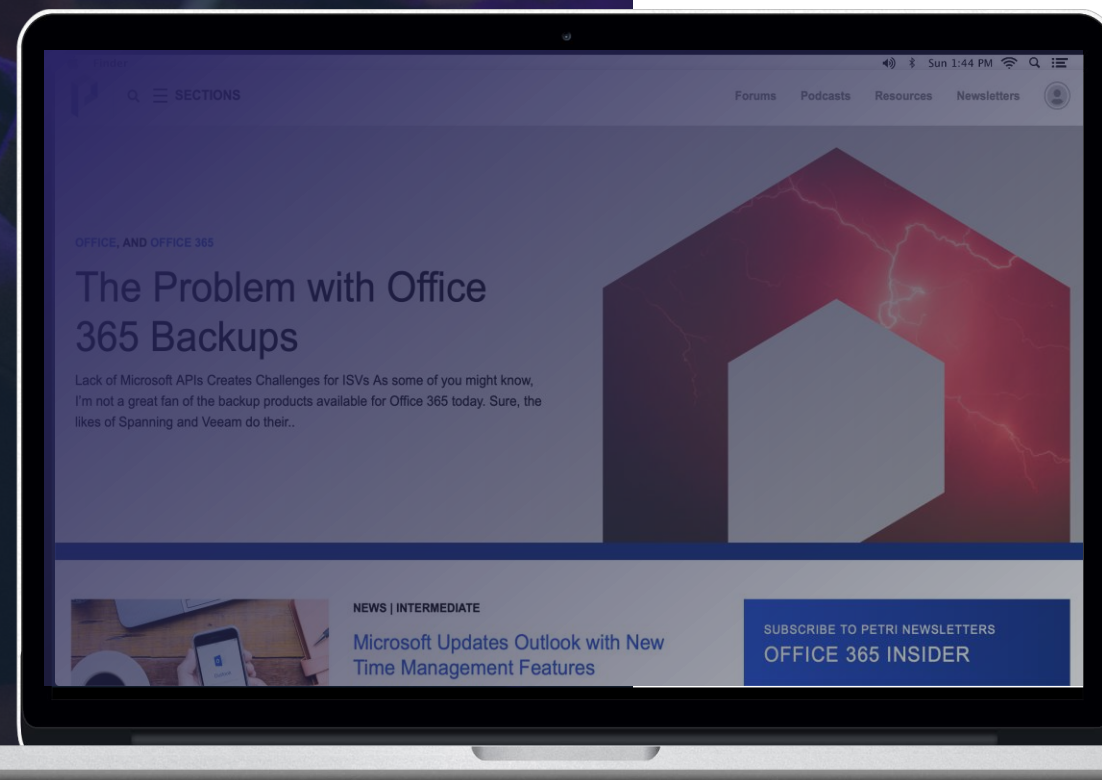 Sun 1:44 PM
SECTIONS
Forums Podcasts Resources Newsletters
OFFICE, AND OFFICE 365
The Problem with Office
365 Backups
Lack of Microsoft APIs Creates Challenges for ISVs As some of you might know,
I'm not a great fan of the backup products available for Office 365 today. Sure, the
likes of Spanning and Veeam do their..
NEWS | INTERMEDIATE
Microsoft Updates Outlook with New
Time Management Features
SUBSCRIBE TO PETRI NEWSLETTERS
OFFICE 365 INSIDER